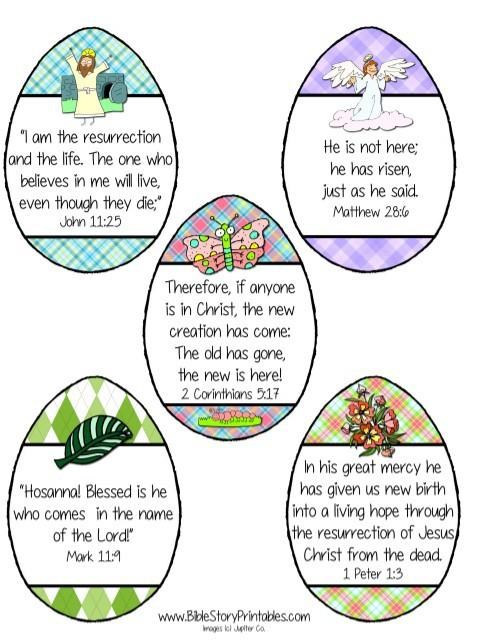 "I am the resurrection
and the life. The one who
believes in me will live,
even though they die;"
John 11:25
He is not here;
he has risen,
just as he said.
Matthew 28:6
Therefore, if anyone
is in Christ, the new
creation has come:
The old has gone,
the new is here!
2 Corinthians 5:17
"Hosanna! Blessed is he
who comes in the name
of the Lord!"
Mark 11:9
In his great mercy he
has given us new birth
into a living hope through
the resurrection of Jesus
Christ from the dead.
1 Peter 1:3
www.BibleStoryPrintables.com
Images (c) Jupiter Co.